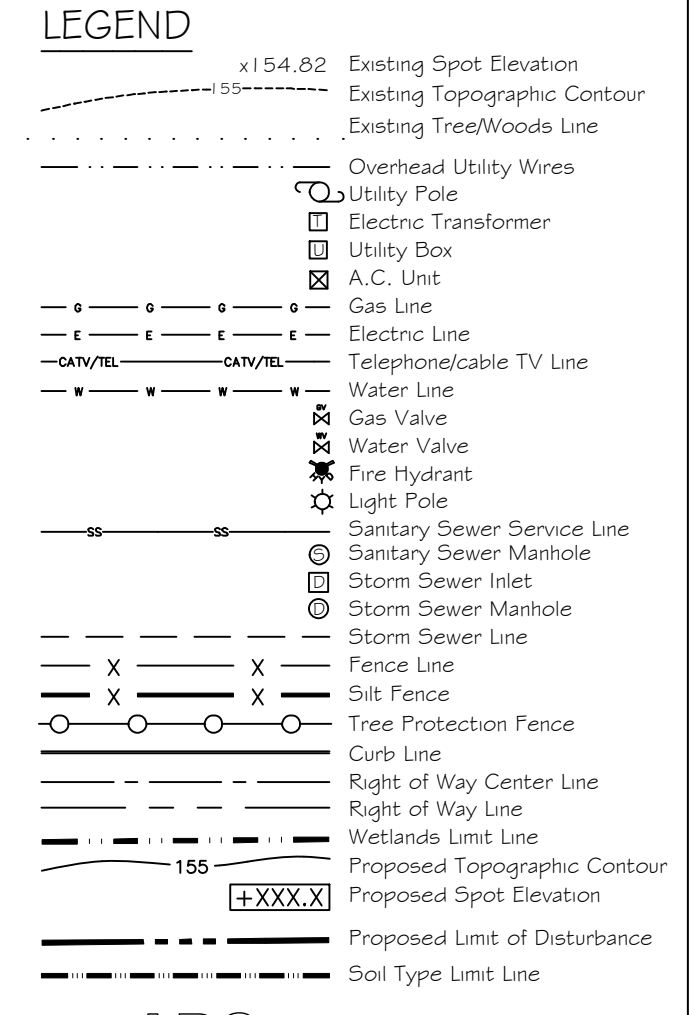 LEGEND
x154.82 Existing Spot Elevation
155 Existing Topographic Contour
Existing Tree/Woods Line
Overhead Utility Wires
Utility Pole
T Electric Transformer
U Utility Box
A.C. Unit
G G G G Gas Line
E E E E Electric Line
CATV/TEL CATV/TEL Telephone/cable TV Line
W W W W Water Line
GV Gas Valve
WV Water Valve
Fire Hydrant
Light Pole
SS SS Sanitary Sewer Service Line
S Sanitary Sewer Manhole
D Storm Sewer Inlet
D Storm Sewer Manhole
Storm Sewer Line
X X Fence Line
X X Silt Fence
Tree Protection Fence
Curb Line
Right of Way Center Line
Right of Way Line
Wetlands Limit Line
155 Proposed Topographic Contour
+XXX.X Proposed Spot Elevation
Proposed Limit of Disturbance
Soil Type Limit Line